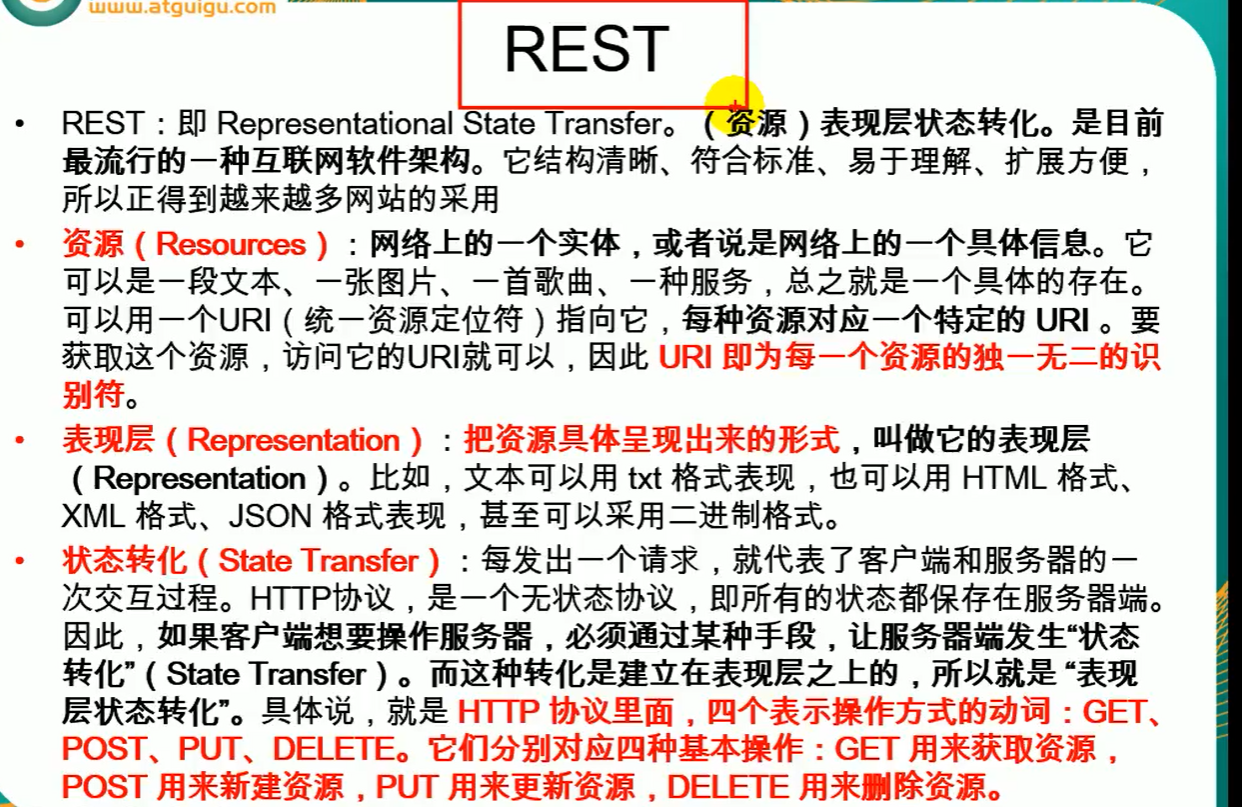 www.atguigu.com
REST
• REST：即 Representational State Transfer。（资源）表现层状态转化。是目前
最流行的一种互联网软件架构。它结构清晰、符合标准、易于理解、扩展方便，
所以正得到越来越多网站的采用
• 资源（Resources）：网络上的一个实体，或者说是网络上的一个具体信息。它
可以是一段文本、一张图片、一首歌曲、一种服务，总之就是一个具体的存在。
可以用一个URI（统一资源定位符）指向它，每种资源对应一个特定的 URI 。要
获取这个资源，访问它的URI就可以，因此 URI 即为每一个资源的独一无二的识
别符。
• 表现层（Representation）：把资源具体呈现出来的形式，叫做它的表现层
（Representation）。比如，文本可以用 txt 格式表现，也可以用 HTML 格式、
XML 格式、JSON 格式表现，甚至可以采用二进制格式。
• 状态转化（State Transfer）：每发出一个请求，就代表了客户端和服务器的一
次交互过程。HTTP协议，是一个无状态协议，即所有的状态都保存在服务器端。
因此，如果客户端想要操作服务器，必须通过某种手段，让服务器端发生“状态
转化”（State Transfer）。而这种转化是建立在表现层之上的，所以就是 “表现
层状态转化”。具体说，就是 HTTP 协议里面，四个表示操作方式的动词：GET、
POST、PUT、DELETE。它们分别对应四种基本操作：GET 用来获取资源，
POST 用来新建资源，PUT 用来更新资源，DELETE 用来删除资源。